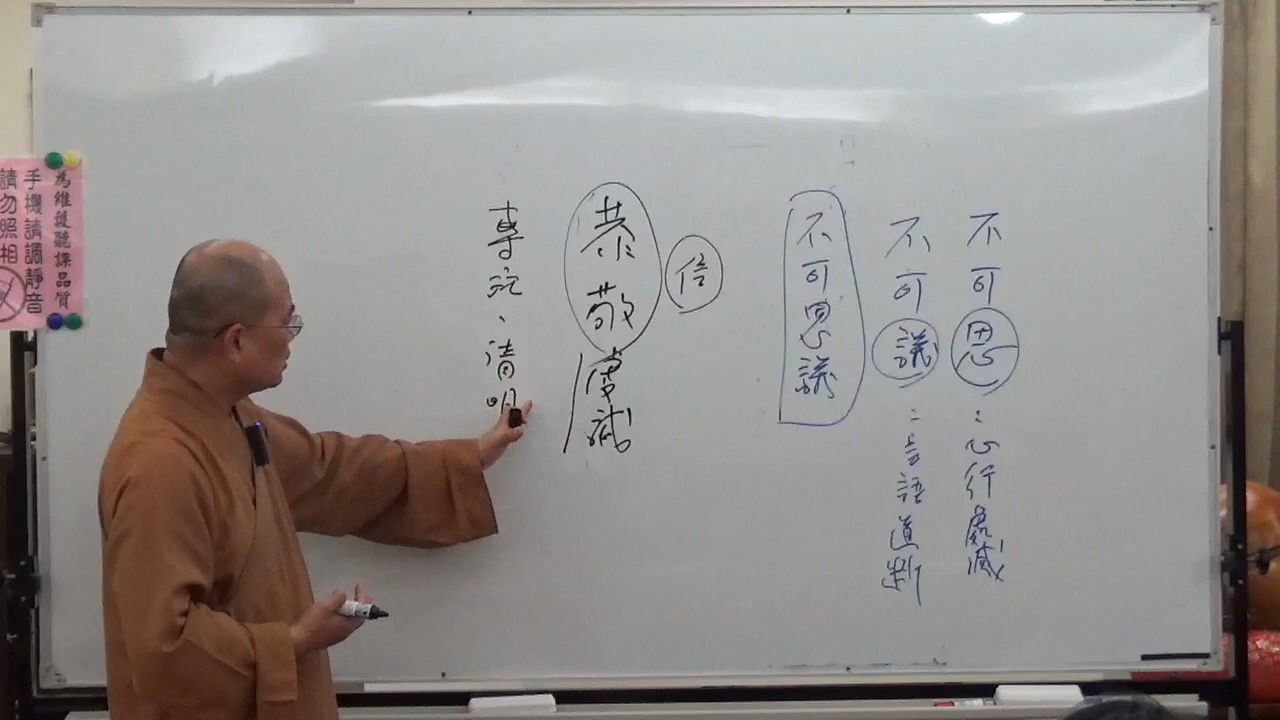 不可思：心行處滅
不可議：言語道斷
不可思議
信
恭敬虔誠
專注、清明
為維護聽課品質
手機請調靜音
請勿照相